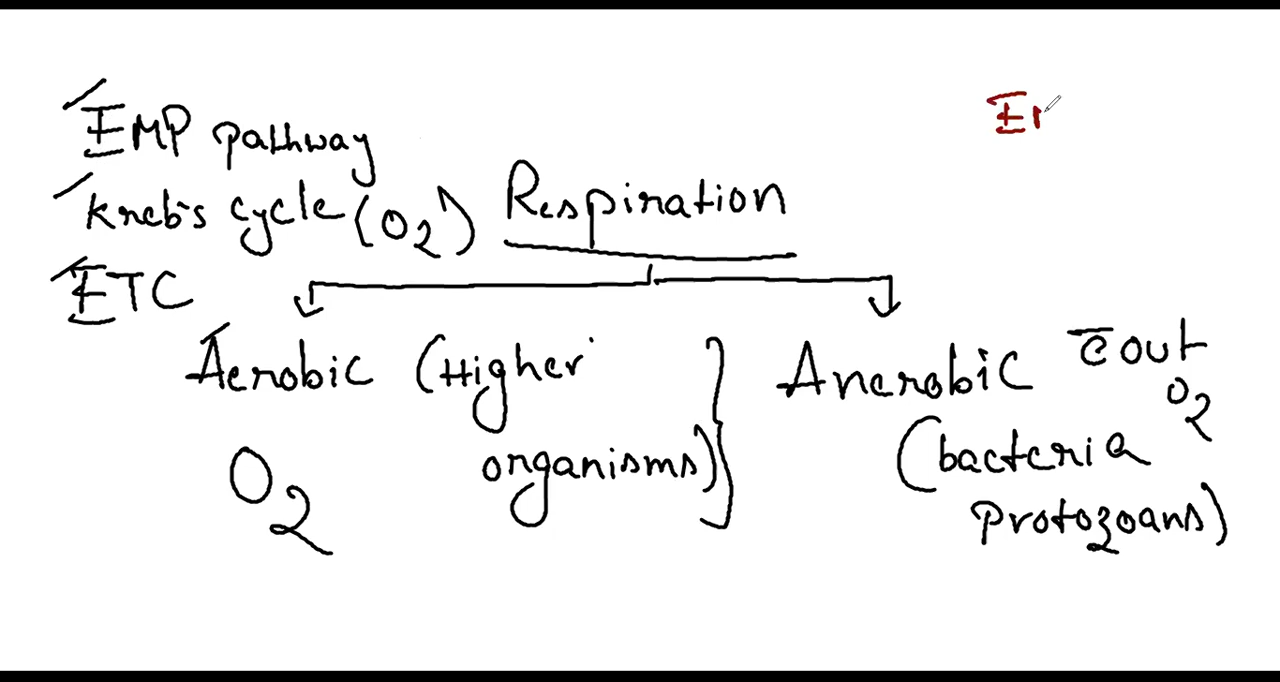 EMP pathway
Kreb's cycle (O2)
Respiration
ETC
Aerobic (Higher organisms)
O2
Anerobic c̅out O2
(bacteria
protozoans)